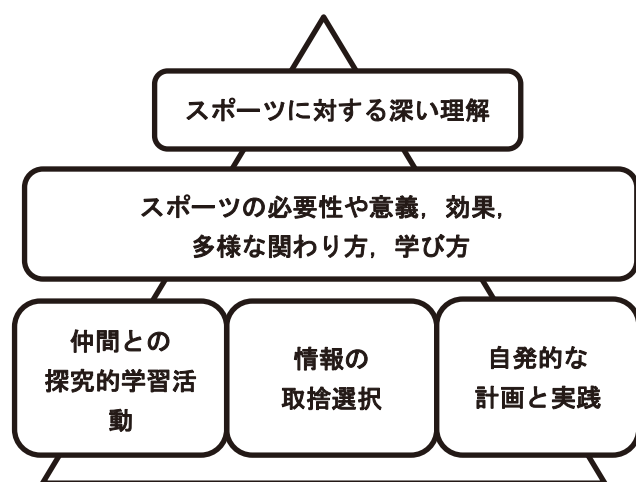 スポーツに対する深い理解
スポーツの必要性や意義，効果，
多様な関わり方，学び方
仲間との
探究的学習活
動
情報の
取捨選択
自発的な
計画と実践